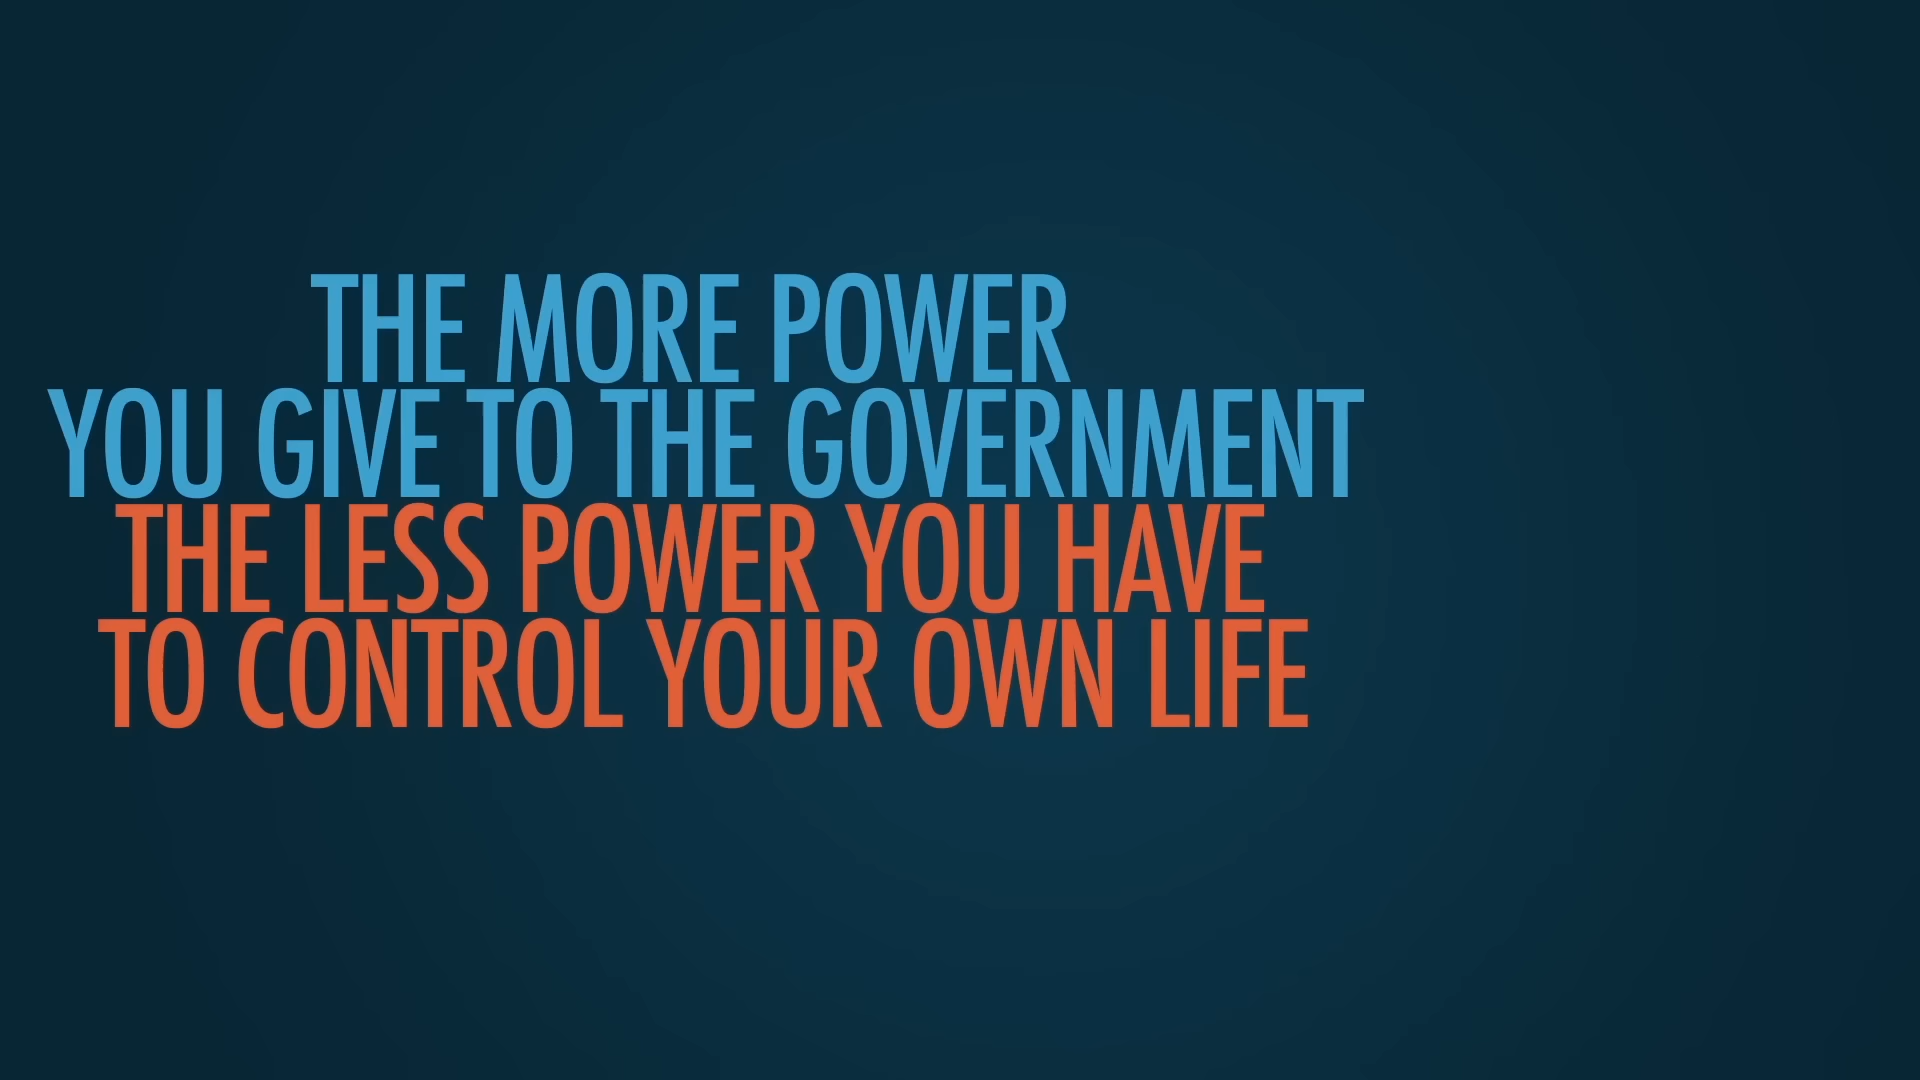 THE MORE POWER
YOU GIVE TO THE GOVERNMENT
THE LESS POWER YOU HAVE
TO CONTROL YOUR OWN LIFE